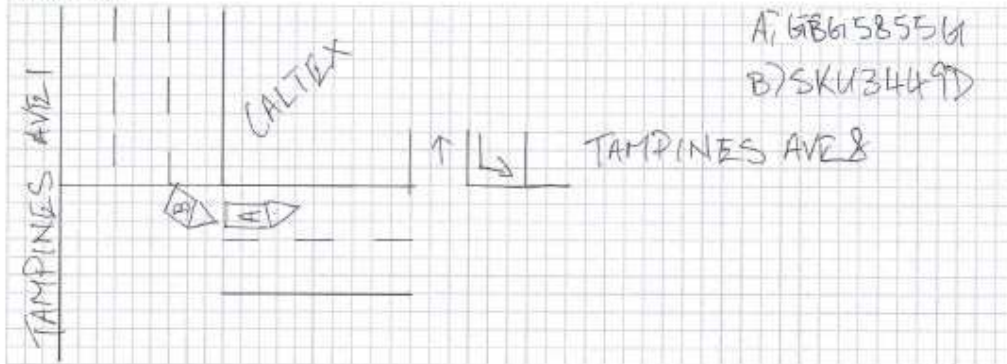 A) GBG5855G
B) SKU3449D
CALTEX
TAMPINES AVE 1
TAMPINES AVE 8
B
A